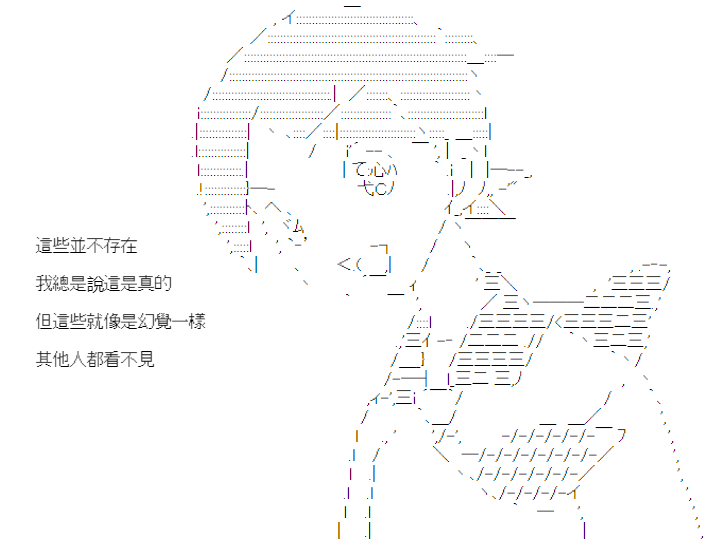 這些並不存在
我總是說這是真的
但這些就像是幻覺一樣
其他人都看不見